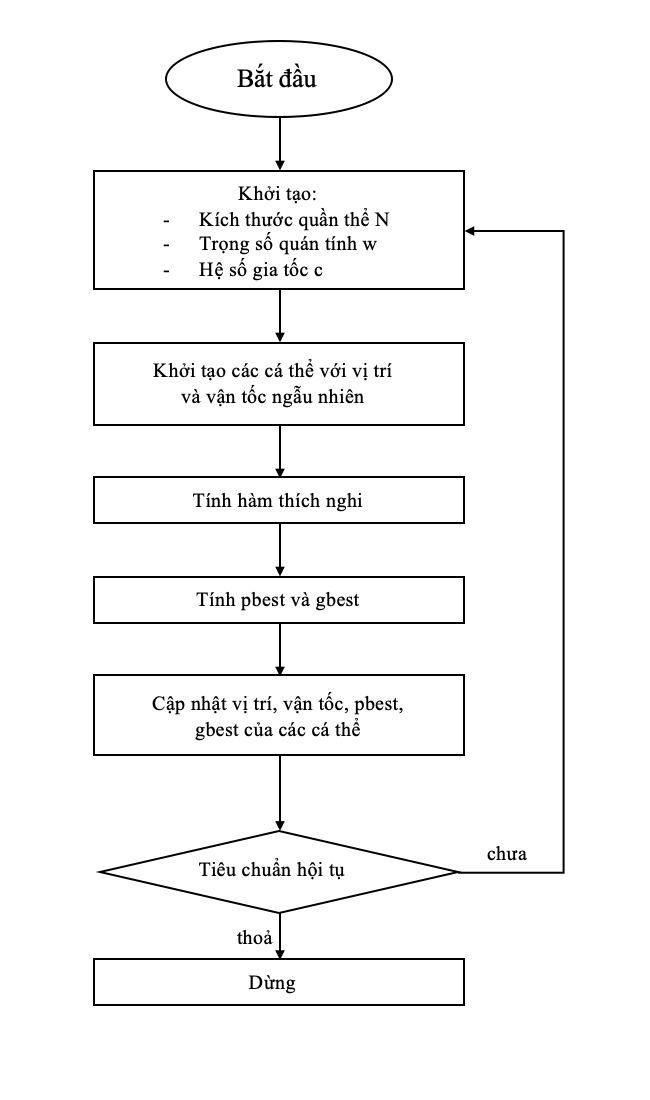 Bắt đầu
Khởi tạo:
- Kích thước quần thể N
- Trọng số quán tính w
- Hệ số gia tốc c
Khởi tạo các cá thể với vị trí
và vận tốc ngẫu nhiên
Tính hàm thích nghi
Tính pbest và gbest
Cập nhật vị trí, vận tốc, pbest,
gbest của các cá thể
Tiêu chuẩn hội tụ
chưa
thoả
Dừng